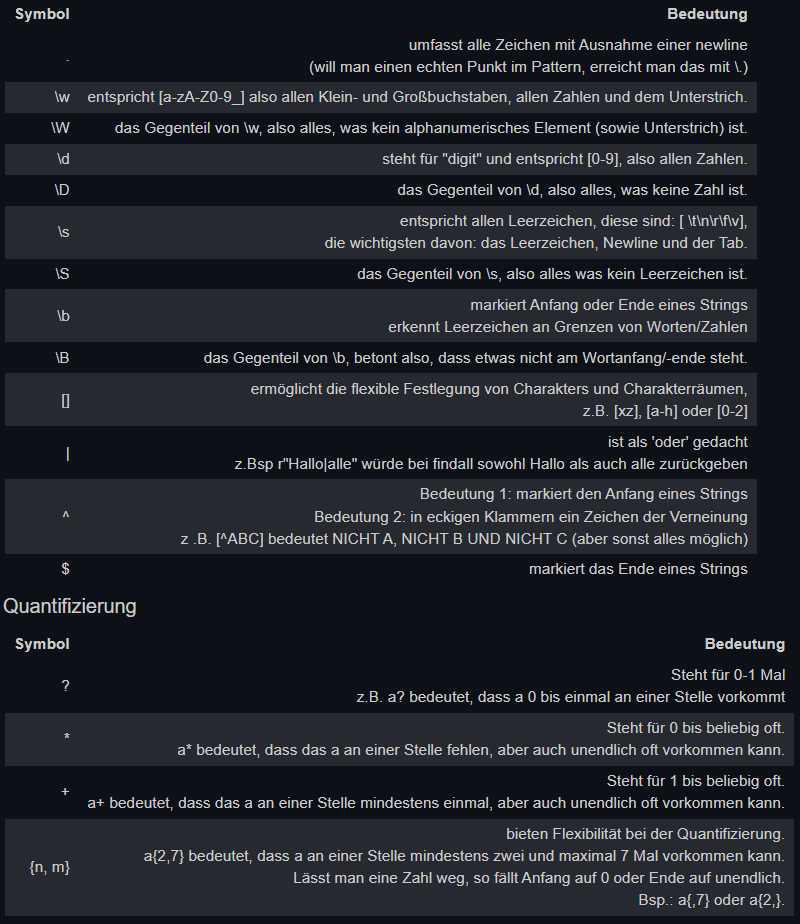 Symbol Bedeutung
. umfasst alle Zeichen mit Ausnahme einer newline
(will man einen echten Punkt im Pattern, erreicht man das mit \.)
\w entspricht [a-zA-Z0-9_] also allen Klein- und Großbuchstaben, allen Zahlen und dem Unterstrich.
\W das Gegenteil von \w, also alles, was kein alphanumerisches Element (sowie Unterstrich) ist.
\d steht für "digit" und entspricht [0-9], also allen Zahlen.
\D das Gegenteil von \d, also alles, was keine Zahl ist.
\s entspricht allen Leerzeichen, diese sind: [ \t\n\r\f\v],
die wichtigsten davon: das Leerzeichen, Newline und der Tab.
\S das Gegenteil von \s, also alles was kein Leerzeichen ist.
\b markiert Anfang oder Ende eines Strings
erkennt Leerzeichen an Grenzen von Worten/Zahlen
\B das Gegenteil von \b, betont also, dass etwas nicht am Wortanfang/-ende steht.
[] ermöglicht die flexible Festlegung von Charakters und Charakterräumen,
z.B. [xz], [a-h] oder [0-2]
| ist als 'oder' gedacht
z.Bsp r"Hallo|alle" würde bei findall sowohl Hallo als auch alle zurückgeben
^ Bedeutung 1: markiert den Anfang eines Strings
Bedeutung 2: in eckigen Klammern ein Zeichen der Verneinung
z .B. [^ABC] bedeutet NICHT A, NICHT B UND NICHT C (aber sonst alles möglich)
$ markiert das Ende eines Strings
Quantifizierung
Symbol Bedeutung
? Steht für 0-1 Mal
z.B. a? bedeutet, dass a 0 bis einmal an einer Stelle vorkommt
* Steht für 0 bis beliebig oft.
a* bedeutet, dass das a an einer Stelle fehlen, aber auch unendlich oft vorkommen kann.
+ Steht für 1 bis beliebig oft.
a+ bedeutet, dass das a an einer Stelle mindestens einmal, aber auch unendlich oft vorkommen kann.
{n, m} bieten Flexibilität bei der Quantifizierung.
a{2,7} bedeutet, dass a an einer Stelle mindestens zwei und maximal 7 Mal vorkommen kann.
Lässt man eine Zahl weg, so fällt Anfang auf 0 oder Ende auf unendlich.
Bsp.: a{,7} oder a{2,}.